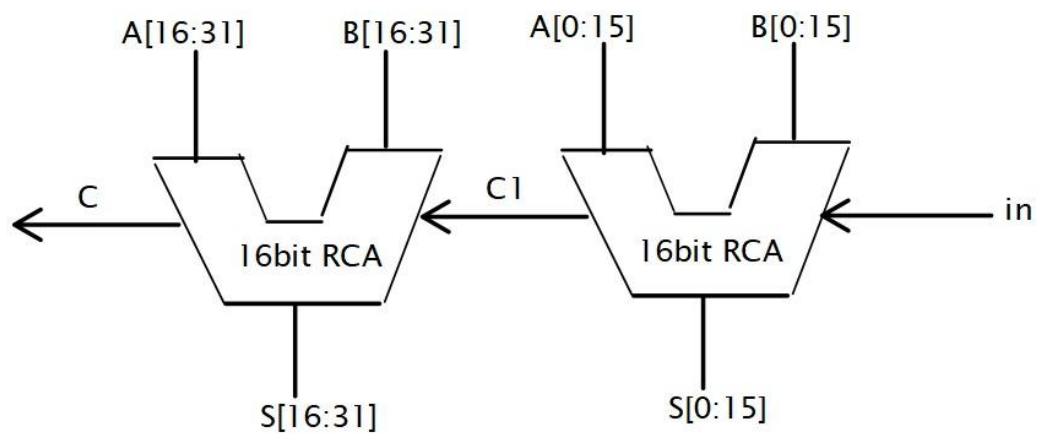 A[16:31]
B[16:31]
A[0:15]
B[0:15]
C
C1
in
16bit RCA
16bit RCA
S[16:31]
S[0:15]